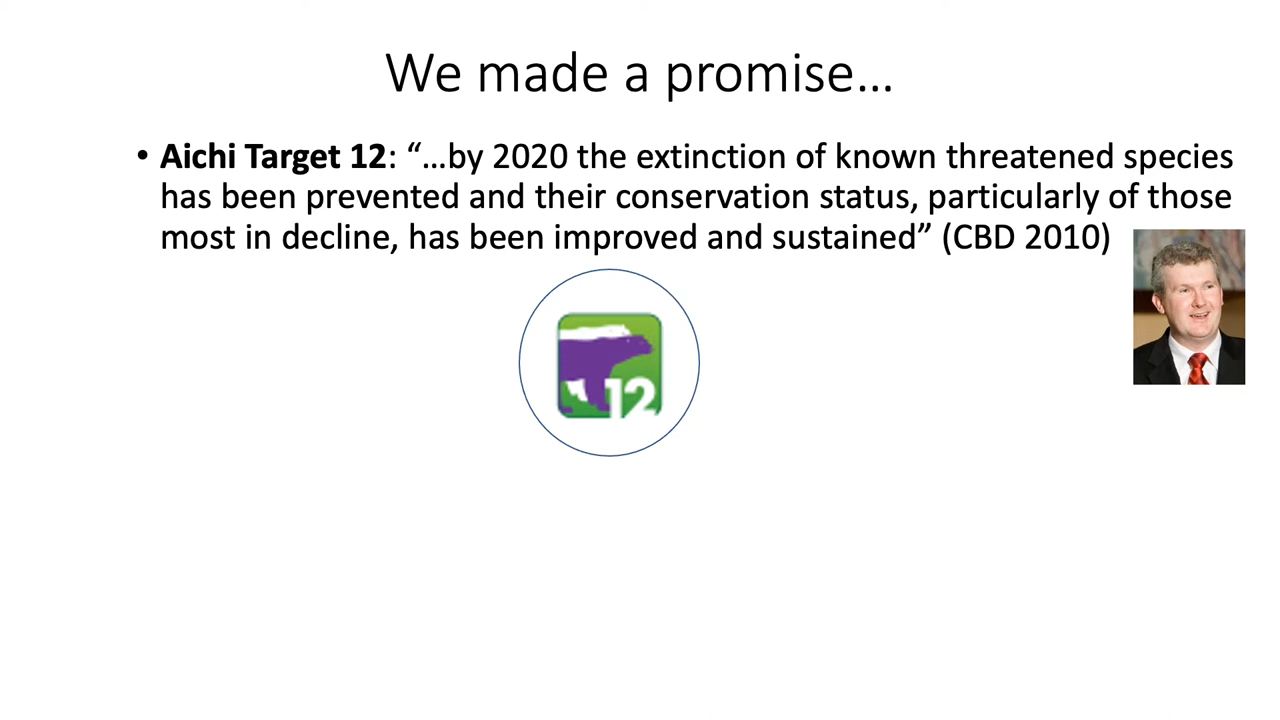 We made a promise…
• Aichi Target 12: “…by 2020 the extinction of known threatened species
has been prevented and their conservation status, particularly of those
most in decline, has been improved and sustained” (CBD 2010)
12